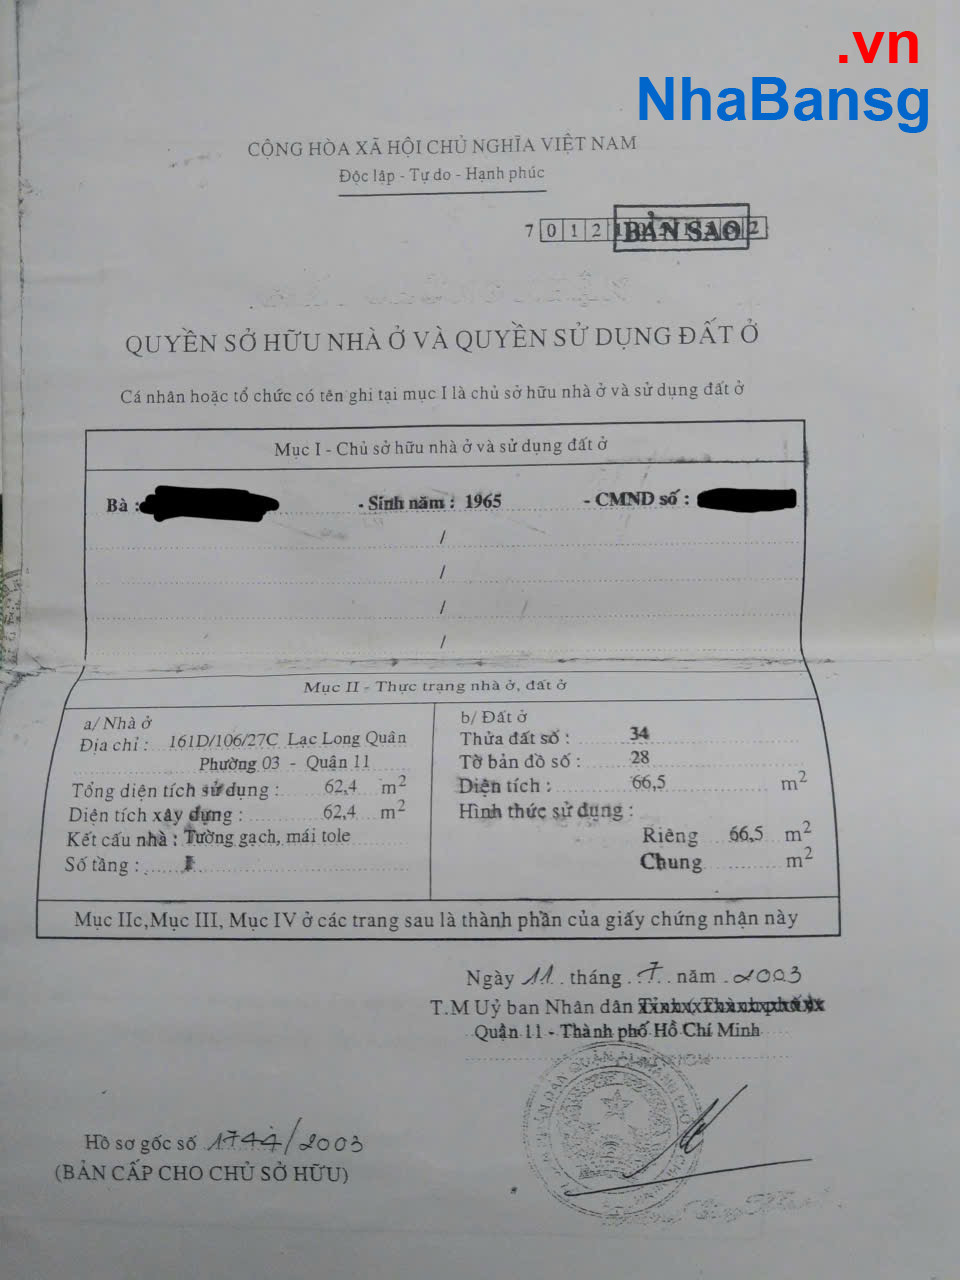 .vn
NhaBansg
CỘNG HÒA XÃ HỘI CHỦ NGHĨA VIỆT NAM
Độc lập - Tự do - Hạnh phúc
7 0 1 2 BẢN SAO 2
QUYỀN SỞ HỮU NHÀ Ở VÀ QUYỀN SỬ DỤNG ĐẤT Ở
Cá nhân hoặc tổ chức có tên ghi tại mục I là chủ sở hữu nhà ở và sử dụng đất ở
Mục I - Chủ sở hữu nhà ở và sử dụng đất ở
Bà : - Sinh năm : 1965 - CMND số :
/
/
/
/
Mục II - Thực trạng nhà ở, đất ở
a/ Nhà ở
Địa chỉ : 161D/106/27C Lạc Long Quân
Phường 03 - Quận 11
Tổng diện tích sử dụng : 62,4 m2
Diện tích xây dựng : 62,4 m2
Kết cấu nhà : Tường gạch, mái tole
Số tầng : 1
b/ Đất ở
Thửa đất số : 34
Tờ bản đồ số : 28
Diện tích : 66,5 m2
Hình thức sử dụng :
Riêng 66,5 m2
Chung m2
Mục IIc, Mục III, Mục IV ở các trang sau là thành phần của giấy chứng nhận này
Ngày 11 tháng 7 năm 2003
T.M Uỷ ban Nhân dân Tỉnh (Thành phố)
Quận 11 - Thành phố Hồ Chí Minh
Hồ sơ gốc số 1744/2003
(BẢN CẤP CHO CHỦ SỞ HỮU)